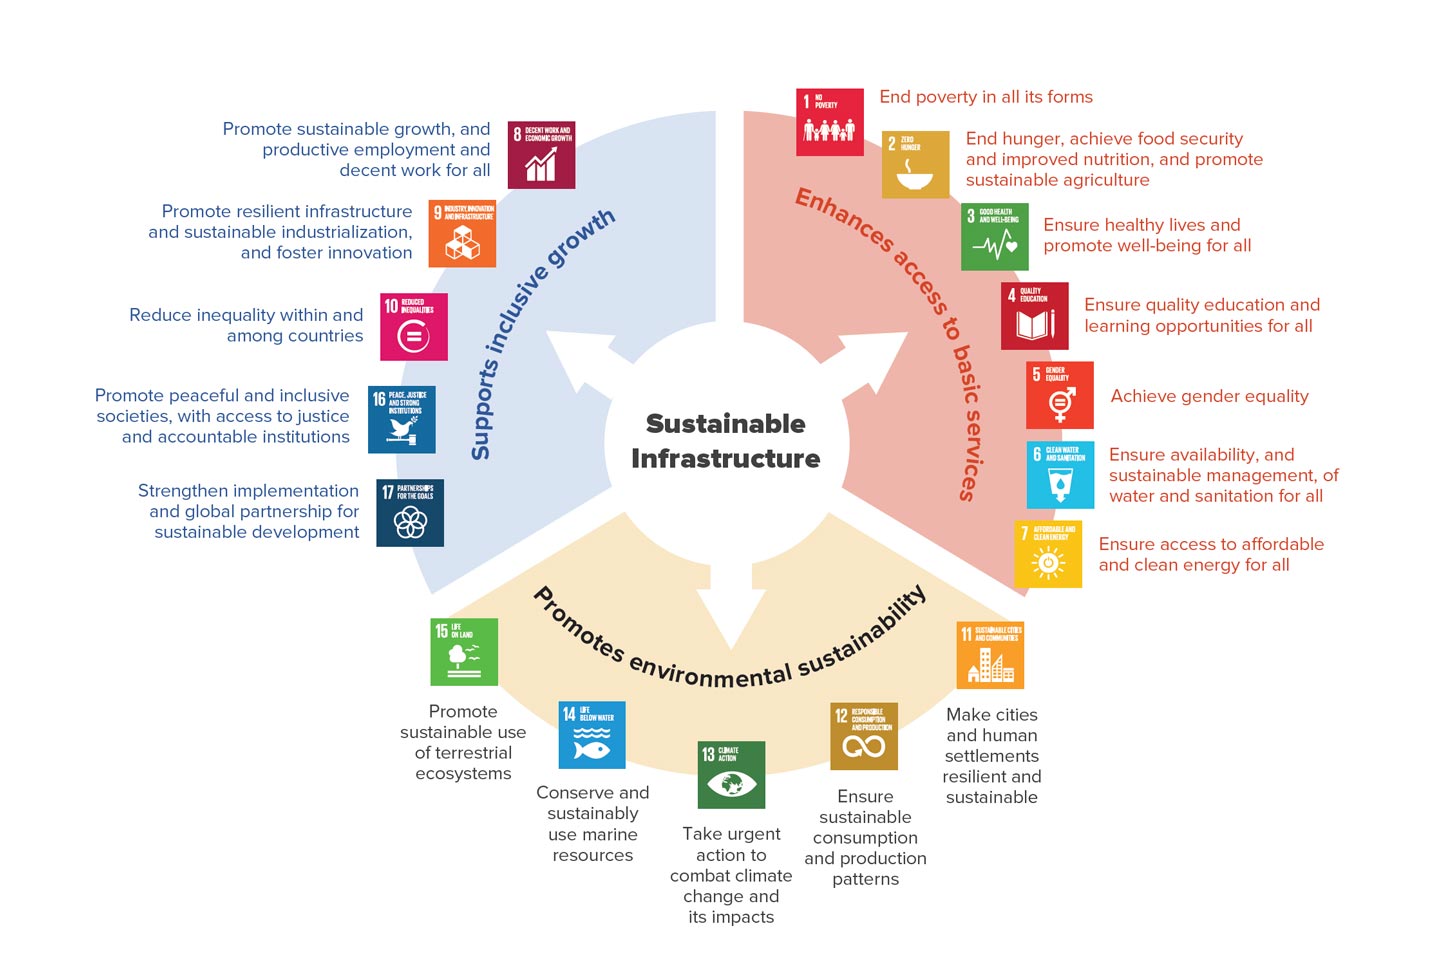 Sustainable
Infrastructure
Enhances access to basic services
1 NO
POVERTY
End poverty in all its forms
2 ZERO
HUNGER
End hunger, achieve food security
and improved nutrition, and promote
sustainable agriculture
3 GOOD HEALTH
AND WELL-BEING
Ensure healthy lives and
promote well-being for all
4 QUALITY
EDUCATION
Ensure quality education and
learning opportunities for all
5 GENDER
EQUALITY
Achieve gender equality
6 CLEAN WATER
AND SANITATION
Ensure availability, and
sustainable management, of
water and sanitation for all
7 AFFORDABLE AND
CLEAN ENERGY
Ensure access to affordable
and clean energy for all
Supports inclusive growth
8 DECENT WORK AND
ECONOMIC GROWTH
Promote sustainable growth, and
productive employment and
decent work for all
9 INDUSTRY, INNOVATION
AND INFRASTRUCTURE
Promote resilient infrastructure
and sustainable industrialization,
and foster innovation
10 REDUCED
INEQUALITIES
Reduce inequality within and
among countries
16 PEACE, JUSTICE
AND STRONG
INSTITUTIONS
Promote peaceful and inclusive
societies, with access to justice
and accountable institutions
17 PARTNERSHIPS
FOR THE GOALS
Strengthen implementation
and global partnership for
sustainable development
Promotes environmental sustainability
15 LIFE
ON LAND
Promote
sustainable use
of terrestrial
ecosystems
14 LIFE
BELOW WATER
Conserve and
sustainably
use marine
resources
13 CLIMATE
ACTION
Take urgent
action to
combat climate
change and
its impacts
12 RESPONSIBLE
CONSUMPTION
AND PRODUCTION
Ensure
sustainable
consumption
and production
patterns
11 SUSTAINABLE CITIES
AND COMMUNITIES
Make cities
and human
settlements
resilient and
sustainable